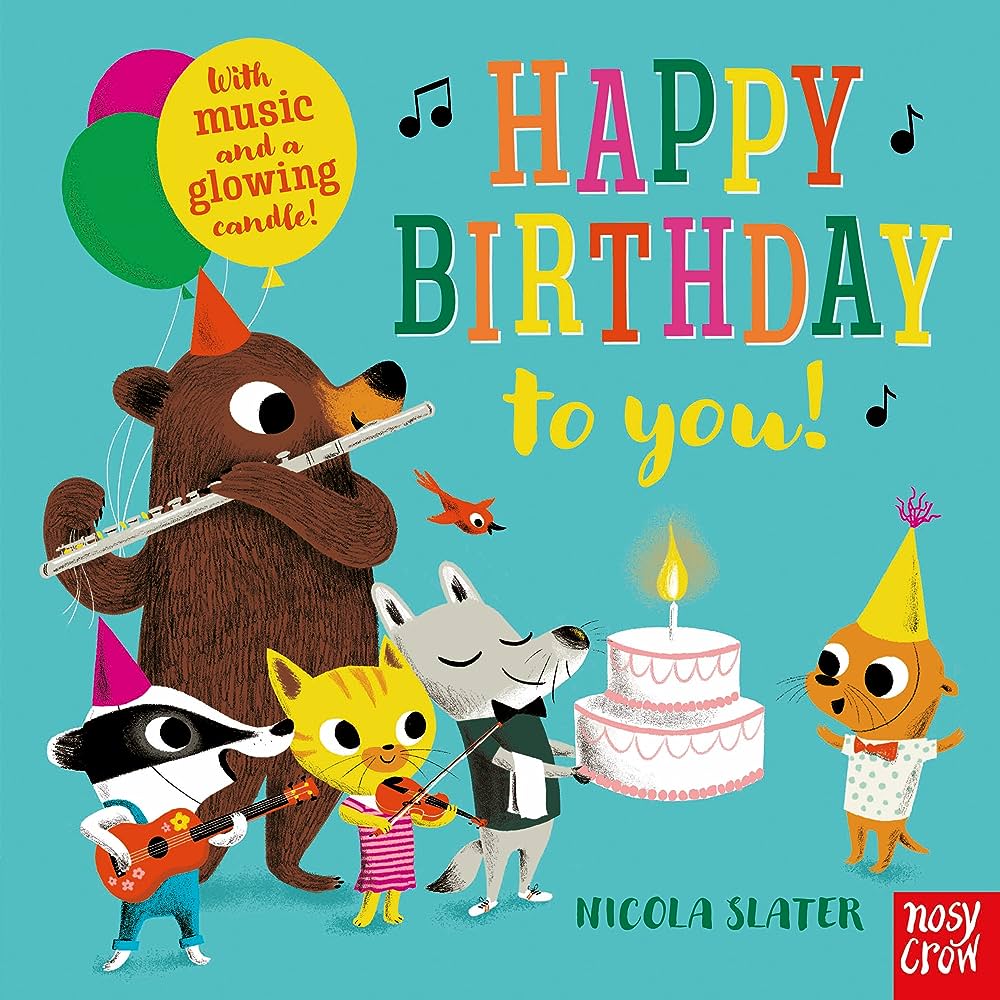 With
music
and a
glowing
candle!
HAPPY
BIRTHDAY
to you!
NICOLA SLATER
nosy
crow